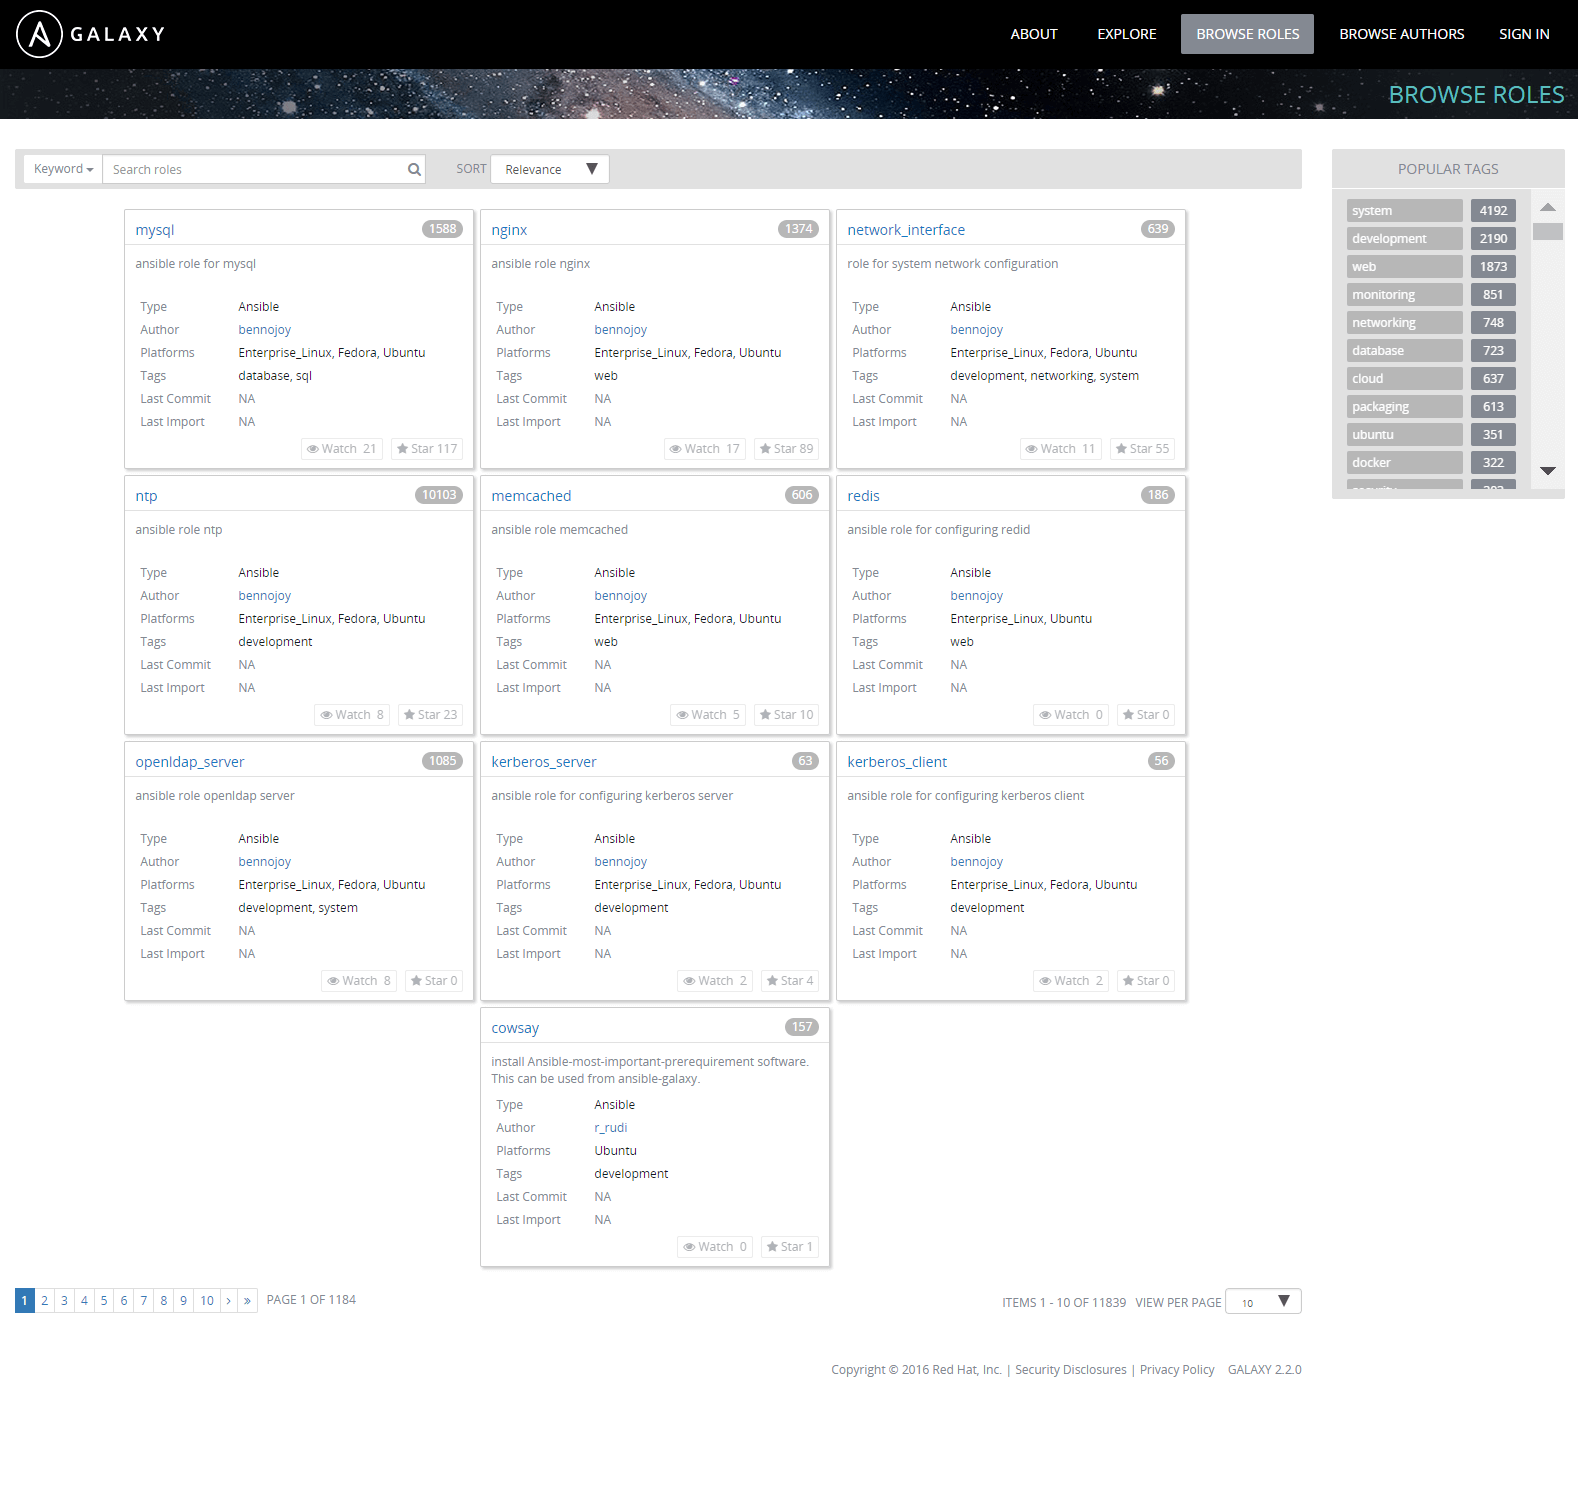 GALAXY
ABOUT EXPLORE BROWSE ROLES BROWSE AUTHORS SIGN IN
BROWSE ROLES
Keyword Search roles SORT Relevance
mysql 1588
ansible role for mysql
Type Ansible
Author bennojoy
Platforms Enterprise_Linux, Fedora, Ubuntu
Tags database, sql
Last Commit NA
Last Import NA
Watch 21 Star 117
nginx 1374
ansible role nginx
Type Ansible
Author bennojoy
Platforms Enterprise_Linux, Fedora, Ubuntu
Tags web
Last Commit NA
Last Import NA
Watch 17 Star 89
network_interface 639
role for system network configuration
Type Ansible
Author bennojoy
Platforms Enterprise_Linux, Fedora, Ubuntu
Tags development, networking, system
Last Commit NA
Last Import NA
Watch 11 Star 55
ntp 10103
ansible role ntp
Type Ansible
Author bennojoy
Platforms Enterprise_Linux, Fedora, Ubuntu
Tags development
Last Commit NA
Last Import NA
Watch 8 Star 23
memcached 606
ansible role memcached
Type Ansible
Author bennojoy
Platforms Enterprise_Linux, Fedora, Ubuntu
Tags web
Last Commit NA
Last Import NA
Watch 5 Star 10
redis 186
ansible role for configuring redid
Type Ansible
Author bennojoy
Platforms Enterprise_Linux, Ubuntu
Tags web
Last Commit NA
Last Import NA
Watch 0 Star 0
openldap_server 1085
ansible role openldap server
Type Ansible
Author bennojoy
Platforms Enterprise_Linux, Fedora, Ubuntu
Tags development, system
Last Commit NA
Last Import NA
Watch 8 Star 0
kerberos_server 63
ansible role for configuring kerberos server
Type Ansible
Author bennojoy
Platforms Enterprise_Linux, Fedora, Ubuntu
Tags development
Last Commit NA
Last Import NA
Watch 2 Star 4
kerberos_client 56
ansible role for configuring kerberos client
Type Ansible
Author bennojoy
Platforms Enterprise_Linux, Fedora, Ubuntu
Tags development
Last Commit NA
Last Import NA
Watch 2 Star 0
cowsay 157
install Ansible-most-important-prerequirement software.
This can be used from ansible-galaxy.
Type Ansible
Author r_rudi
Platforms Ubuntu
Tags development
Last Commit NA
Last Import NA
Watch 0 Star 1
POPULAR TAGS
system 4192
development 2190
web 1873
monitoring 851
networking 748
database 723
cloud 637
packaging 613
ubuntu 351
docker 322
1 2 3 4 5 6 7 8 9 10 › » PAGE 1 OF 1184
ITEMS 1 - 10 OF 11839 VIEW PER PAGE 10
Copyright © 2016 Red Hat, Inc. | Security Disclosures | Privacy Policy GALAXY 2.2.0